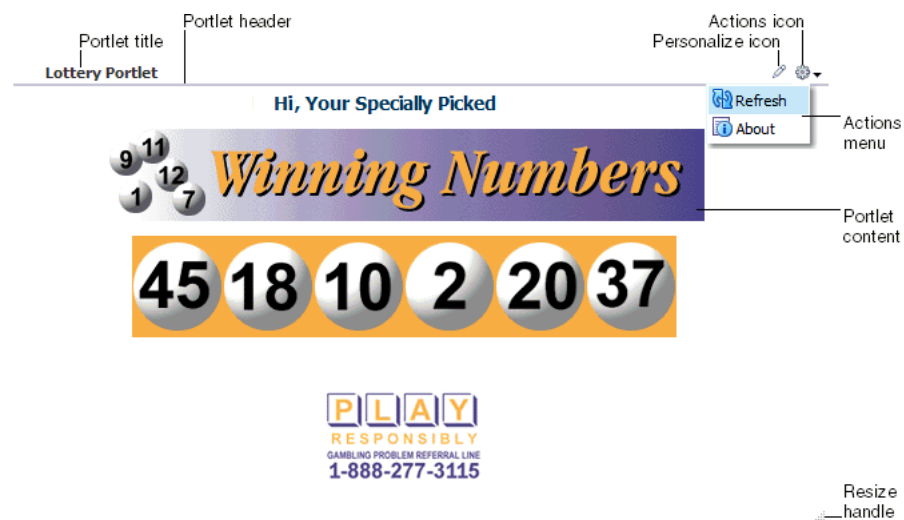 Portlet header
Actions icon
Portlet title
Personalize icon
Lottery Portlet
Hi, Your Specially Picked
Refresh
About
Actions
menu
9 11
12
1 7
Winning Numbers
Portlet
content
45 18 10 2 20 37
PLAY
RESPONSIBLY
GAMBLING PROBLEM REFERRAL LINE
1-888-277-3115
Resize
handle